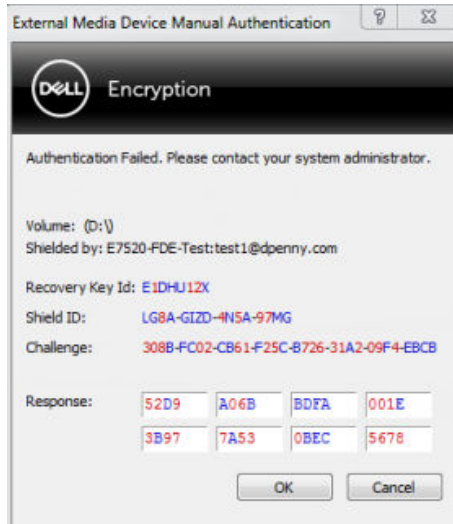 External Media Device Manual Authentication
DELL Encryption
Authentication Failed. Please contact your system administrator.
Volume: (D:\)
Shielded by: E7520-FDE-Test:test1@dpenny.com
Recovery Key Id: E1DHU12X
Shield ID: LG8A-GIZD-4N5A-97MG
Challenge: 308B-FC02-CB61-F25C-B726-31A2-09F4-EBCB
Response: 52D9 A06B BDFA 001E
3B97 7A53 0BEC 5678
OK Cancel